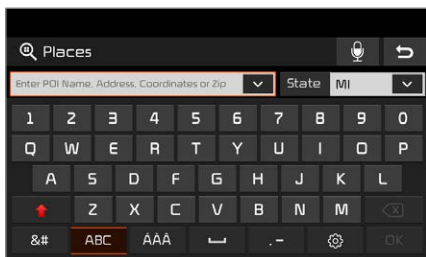 Places
Enter POI Name, Address, Coordinates or Zip State MI
1 2 3 4 5 6 7 8 9 0
Q W E R T Y U I O P
A S D F G H J K L
Z X C V B N M
&# ABC ÁÀÂ .– OK